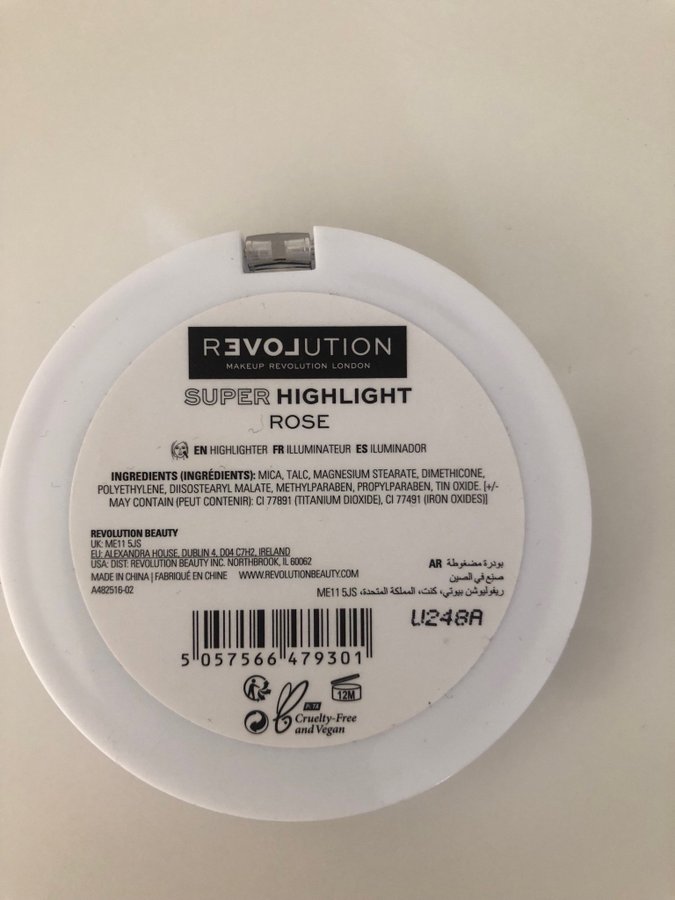 REVOLUTION
MAKEUP REVOLUTION LONDON
SUPER HIGHLIGHT
ROSE
EN HIGHLIGHTER FR ILLUMINATEUR ES ILUMINADOR
INGREDIENTS (INGRÉDIENTS): MICA, TALC, MAGNESIUM STEARATE, DIMETHICONE,
POLYETHYLENE, DIISOSTEARYL MALATE, METHYLPARABEN, PROPYLPARABEN, TIN OXIDE. [+/-
MAY CONTAIN (PEUT CONTENIR): CI 77891 (TITANIUM DIOXIDE), CI 77491 (IRON OXIDES)]
REVOLUTION BEAUTY
UK: ME11 5JS
EU: ALEXANDRA HOUSE, DUBLIN 4, D04 C7H2, IRELAND
USA: DIST: REVOLUTION BEAUTY INC. NORTHBROOK, IL 60062
MADE IN CHINA | FABRIQUÉ EN CHINE WWW.REVOLUTIONBEAUTY.COM
A482516-02
AR بودرة مضغوطة
صنع في الصين
ريفوليوشن بيوتي، كنت، المملكة المتحدة، ME11 5JS
U248A
5 057566 479301
12M
PETA
Cruelty-Free
and Vegan